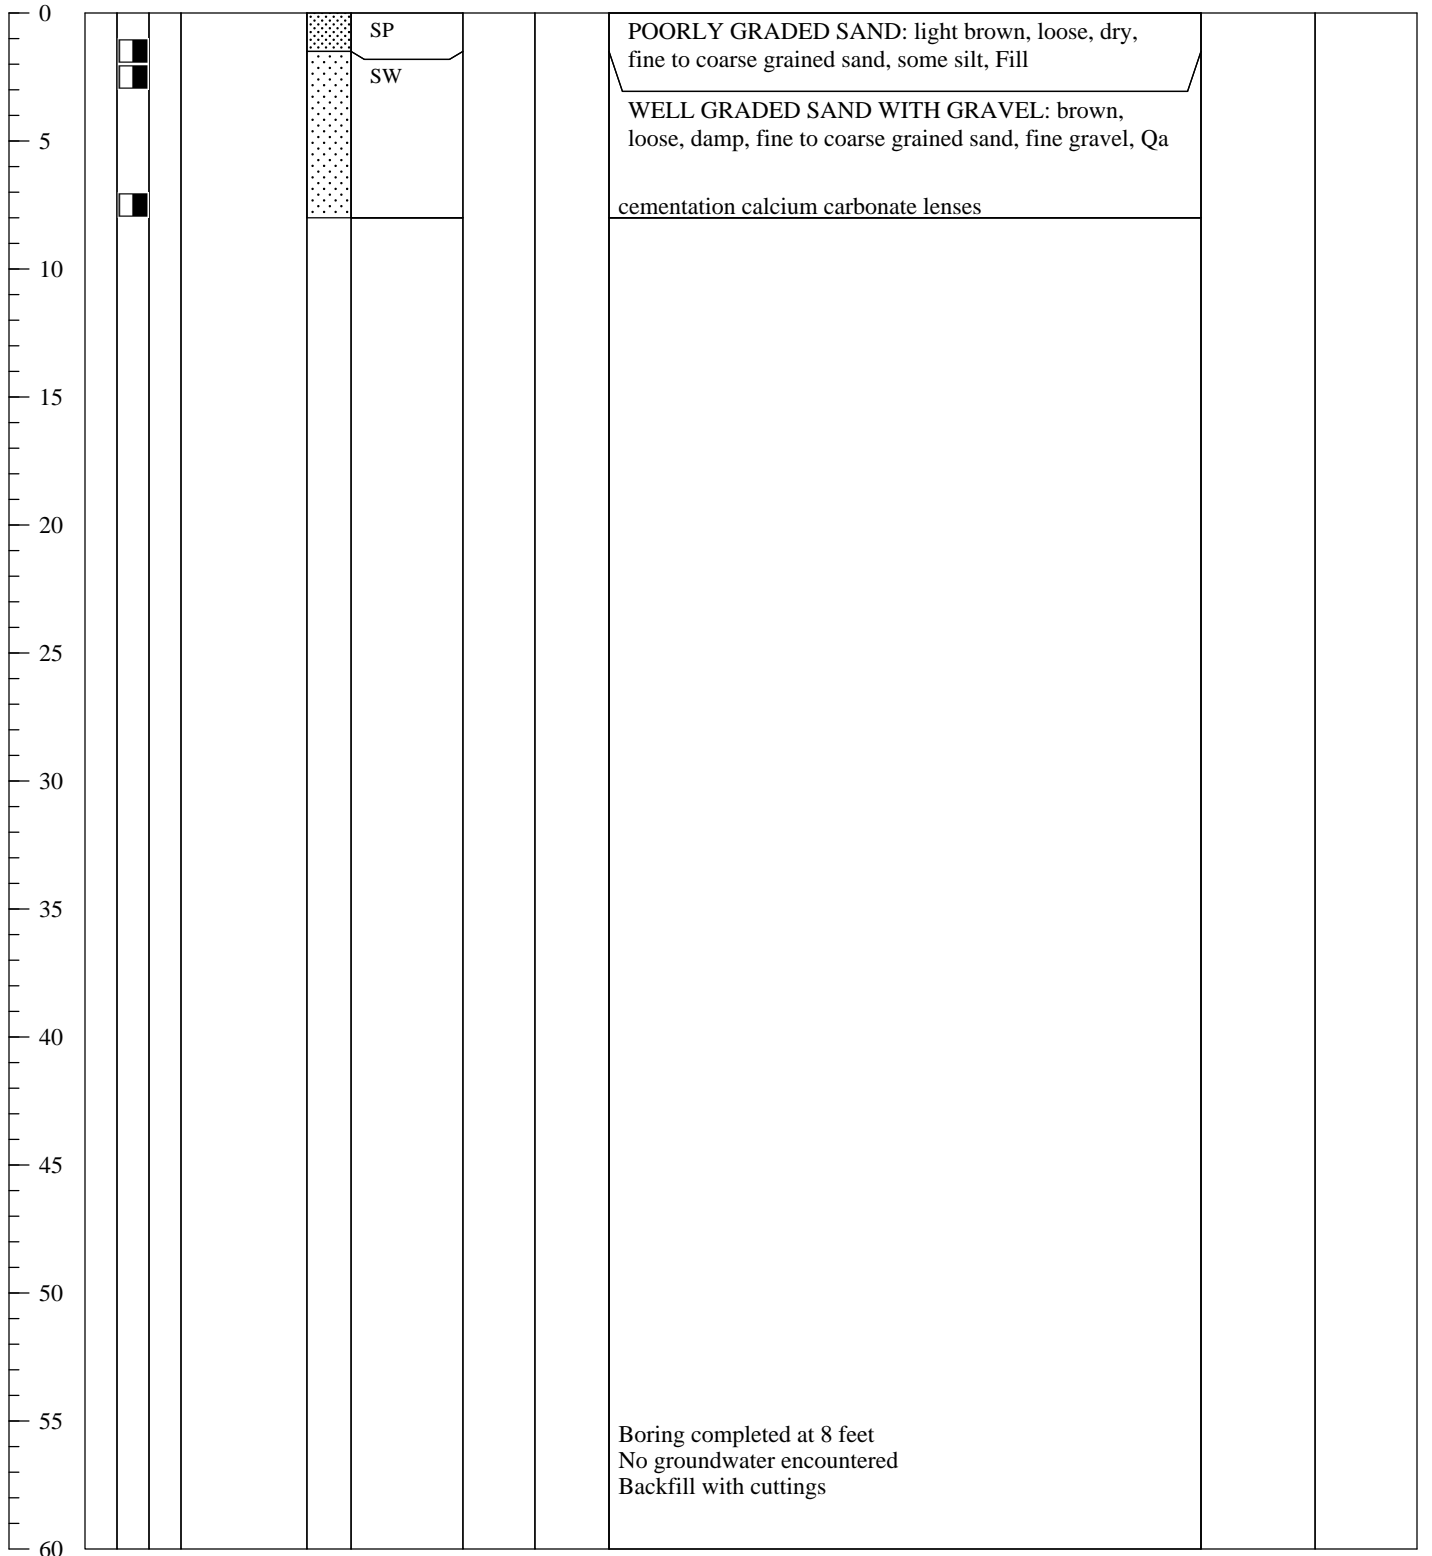 0
SP
POORLY GRADED SAND: light brown, loose, dry,
fine to coarse grained sand, some silt, Fill
SW
WELL GRADED SAND WITH GRAVEL: brown,
loose, damp, fine to coarse grained sand, fine gravel, Qa
5
cementation calcium carbonate lenses
10
15
20
25
30
35
40
45
50
55
Boring completed at 8 feet
No groundwater encountered
Backfill with cuttings
60